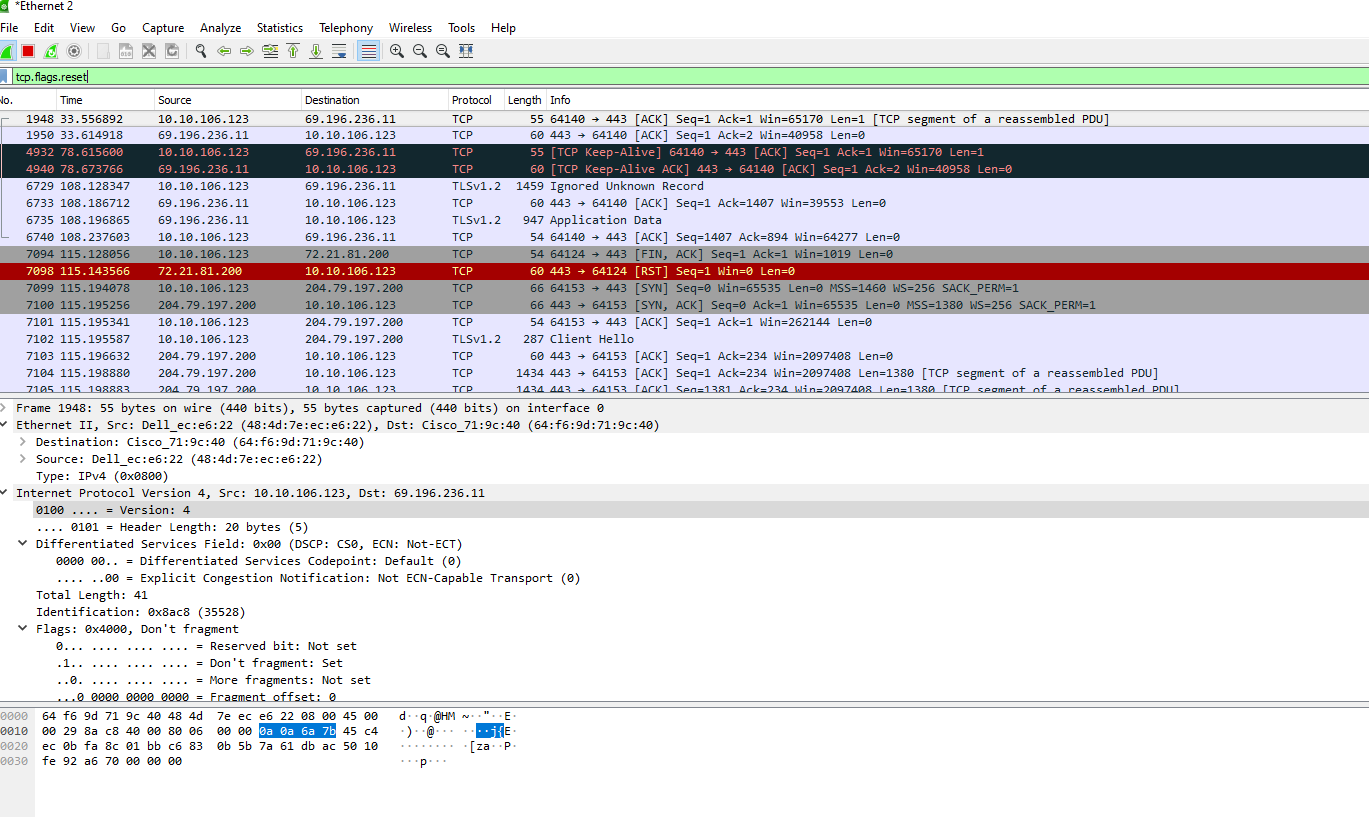 *Ethernet 2
File Edit View Go Capture Analyze Statistics Telephony Wireless Tools Help
tcp.flags.reset
No. Time Source Destination Protocol Length Info
1948 33.556892 10.10.106.123 69.196.236.11 TCP 55 64140 → 443 [ACK] Seq=1 Ack=1 Win=65170 Len=1 [TCP segment of a reassembled PDU]
1950 33.614918 69.196.236.11 10.10.106.123 TCP 60 443 → 64140 [ACK] Seq=1 Ack=2 Win=40958 Len=0
4932 78.615600 10.10.106.123 69.196.236.11 TCP 55 [TCP Keep-Alive] 64140 → 443 [ACK] Seq=1 Ack=1 Win=65170 Len=1
4940 78.673766 69.196.236.11 10.10.106.123 TCP 60 [TCP Keep-Alive ACK] 443 → 64140 [ACK] Seq=1 Ack=2 Win=40958 Len=0
6729 108.128347 10.10.106.123 69.196.236.11 TLSv1.2 1459 Ignored Unknown Record
6733 108.186712 69.196.236.11 10.10.106.123 TCP 60 443 → 64140 [ACK] Seq=1 Ack=1407 Win=39553 Len=0
6735 108.196865 69.196.236.11 10.10.106.123 TLSv1.2 947 Application Data
6740 108.237603 10.10.106.123 69.196.236.11 TCP 54 64140 → 443 [ACK] Seq=1407 Ack=894 Win=64277 Len=0
7094 115.128056 10.10.106.123 72.21.81.200 TCP 54 64124 → 443 [FIN, ACK] Seq=1 Ack=1 Win=1019 Len=0
7098 115.143566 72.21.81.200 10.10.106.123 TCP 60 443 → 64124 [RST] Seq=1 Win=0 Len=0
7099 115.194078 10.10.106.123 204.79.197.200 TCP 66 64153 → 443 [SYN] Seq=0 Win=65535 Len=0 MSS=1460 WS=256 SACK_PERM=1
7100 115.195256 204.79.197.200 10.10.106.123 TCP 66 443 → 64153 [SYN, ACK] Seq=0 Ack=1 Win=65535 Len=0 MSS=1380 WS=256 SACK_PERM=1
7101 115.195341 10.10.106.123 204.79.197.200 TCP 54 64153 → 443 [ACK] Seq=1 Ack=1 Win=262144 Len=0
7102 115.195587 10.10.106.123 204.79.197.200 TLSv1.2 287 Client Hello
7103 115.196632 204.79.197.200 10.10.106.123 TCP 60 443 → 64153 [ACK] Seq=1 Ack=234 Win=2097408 Len=0
7104 115.198880 204.79.197.200 10.10.106.123 TCP 1434 443 → 64153 [ACK] Seq=1 Ack=234 Win=2097408 Len=1380 [TCP segment of a reassembled PDU]
7105 115.198883 204.79.197.200 10.10.106.123 TCP 1434 443 → 64153 [ACK] Seq=1381 Ack=234 Win=2097408 Len=1380 [TCP segment of a reassembled PDU]
Frame 1948: 55 bytes on wire (440 bits), 55 bytes captured (440 bits) on interface 0
Ethernet II, Src: Dell_ec:e6:22 (48:4d:7e:ec:e6:22), Dst: Cisco_71:9c:40 (64:f6:9d:71:9c:40)
Destination: Cisco_71:9c:40 (64:f6:9d:71:9c:40)
Source: Dell_ec:e6:22 (48:4d:7e:ec:e6:22)
Type: IPv4 (0x0800)
Internet Protocol Version 4, Src: 10.10.106.123, Dst: 69.196.236.11
0100 .... = Version: 4
.... 0101 = Header Length: 20 bytes (5)
Differentiated Services Field: 0x00 (DSCP: CS0, ECN: Not-ECT)
0000 00.. = Differentiated Services Codepoint: Default (0)
.... ..00 = Explicit Congestion Notification: Not ECN-Capable Transport (0)
Total Length: 41
Identification: 0x8ac8 (35528)
Flags: 0x4000, Don't fragment
0... .... .... .... = Reserved bit: Not set
.1.. .... .... .... = Don't fragment: Set
..0. .... .... .... = More fragments: Not set
...0 0000 0000 0000 = Fragment offset: 0
0000 64 f6 9d 71 9c 40 48 4d 7e ec e6 22 08 00 45 00 d··q·@HM ~··"··E·
0010 00 29 8a c8 40 00 80 06 00 00 0a 0a 6a 7b 45 c4 ·)··@··· ····j{E·
0020 ec 0b fa 8c 01 bb c6 83 0b 5b 7a 61 db ac 50 10 ········ ·[za··P·
0030 fe 92 a6 70 00 00 00 ···p···